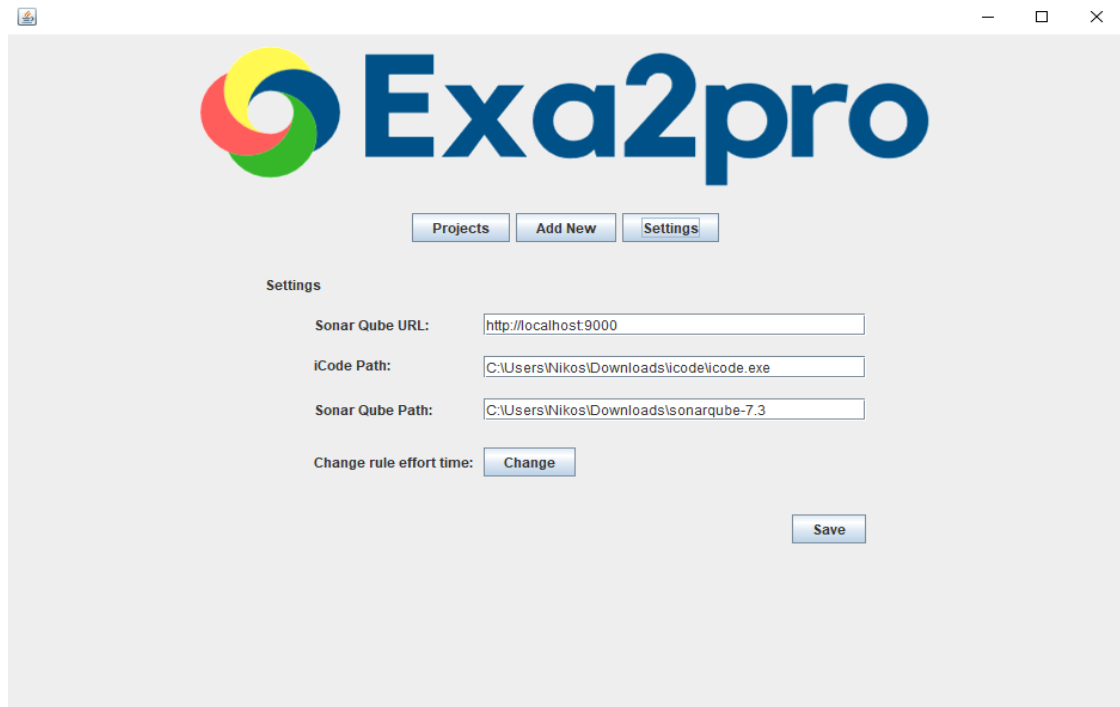 Exa2pro
Projects Add New Settings
Settings
Sonar Qube URL: http://localhost:9000
iCode Path: C:\Users\Nikos\Downloads\icode\icode.exe
Sonar Qube Path: C:\Users\Nikos\Downloads\sonarqube-7.3
Change rule effort time: Change
Save